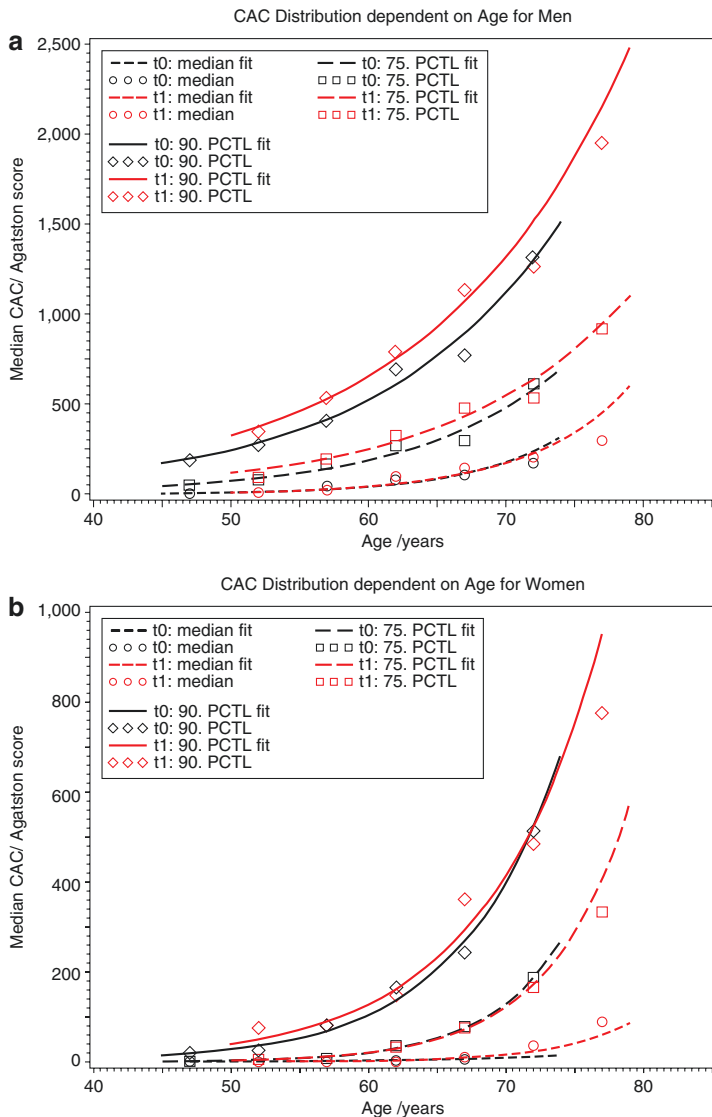 CAC Distribution dependent on Age for Men
a
2,500
2,000
1,500
1,000
500
0
Median CAC/ Agatston score
t0: median fit
t0: median
t1: median fit
t1: median
t0: 75. PCTL fit
t0: 75. PCTL
t1: 75. PCTL fit
t1: 75. PCTL
t0: 90. PCTL fit
t0: 90. PCTL
t1: 90. PCTL fit
t1: 90. PCTL
40 50 60 70 80
Age /years
CAC Distribution dependent on Age for Women
b
1,000
800
600
400
200
0
Median CAC/ Agatston score
t0: median fit
t0: median
t1: median fit
t1: median
t0: 75. PCTL fit
t0: 75. PCTL
t1: 75. PCTL fit
t1: 75. PCTL
t0: 90. PCTL fit
t0: 90. PCTL
t1: 90. PCTL fit
t1: 90. PCTL
40 50 60 70 80
Age /years